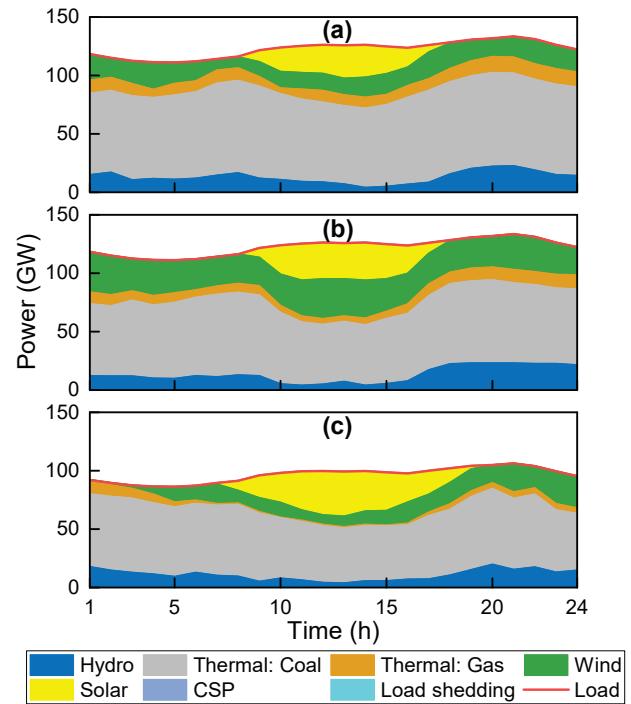 (a)
150
100
50
0
(b)
150
100
50
0
(c)
150
100
50
0
Power (GW)
1 5 10 15 20 24
Time (h)
Hydro Thermal: Coal Thermal: Gas Wind
Solar CSP Load shedding Load